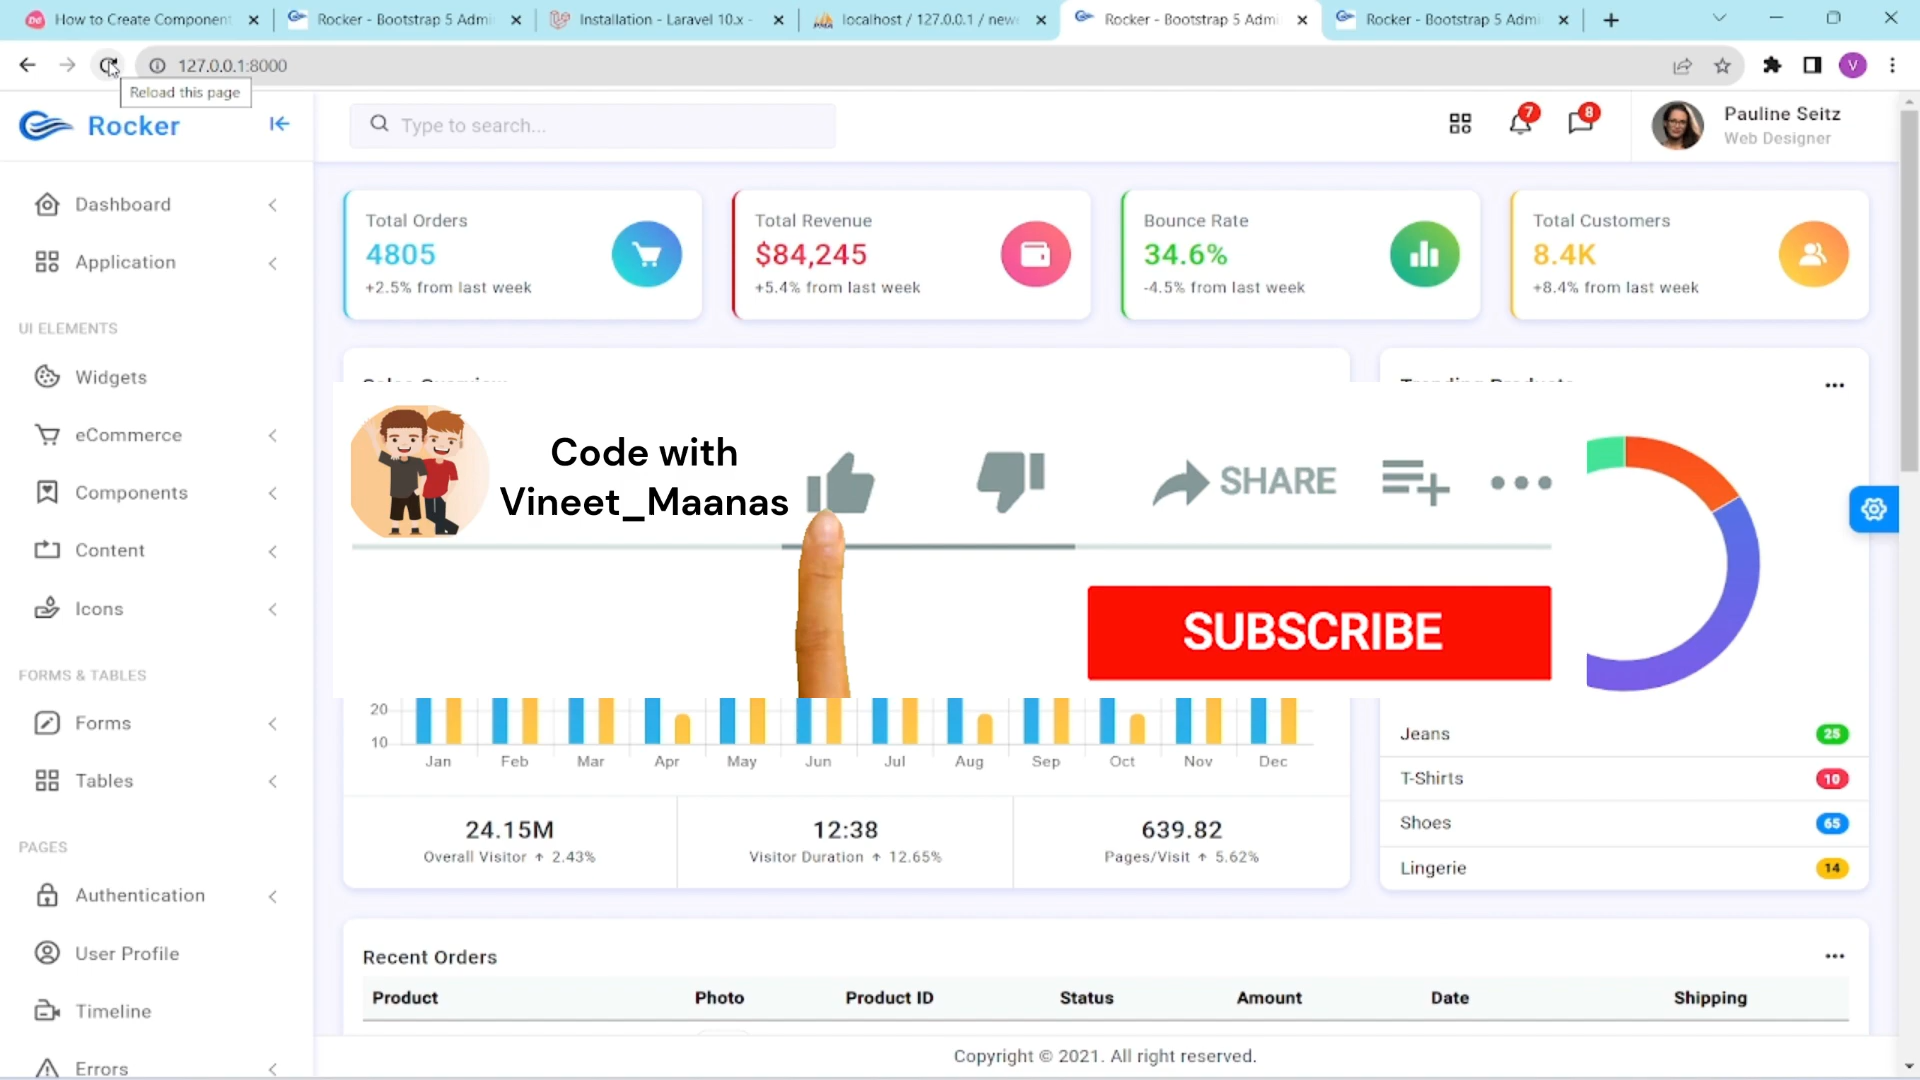 How to Create Component
Rocker - Bootstrap 5 Admi
Installation - Laravel 10.x -
localhost / 127.0.0.1 / new
Rocker - Bootstrap 5 Admi
Rocker - Bootstrap 5 Admi
127.0.0.1:8000
V
Reload this page
Rocker
Type to search...
7
8
Pauline Seitz
Web Designer
Dashboard
Application
UI ELEMENTS
Widgets
eCommerce
Components
Content
Icons
FORMS & TABLES
Forms
Tables
PAGES
Authentication
User Profile
Timeline
Errors
Total Orders
4805
+2.5% from last week
Total Revenue
$84,245
+5.4% from last week
Bounce Rate
34.6%
-4.5% from last week
Total Customers
8.4K
+8.4% from last week
Code with
Vineet_Maanas
SHARE
SUBSCRIBE
20
10
Jan Feb Mar Apr May Jun Jul Aug Sep Oct Nov Dec
24.15M
Overall Visitor ↑ 2.43%
12:38
Visitor Duration ↑ 12.65%
639.82
Pages/Visit ↑ 5.62%
Jeans 25
T-Shirts 10
Shoes 65
Lingerie 14
Recent Orders
Product Photo Product ID Status Amount Date Shipping
Copyright © 2021. All right reserved.